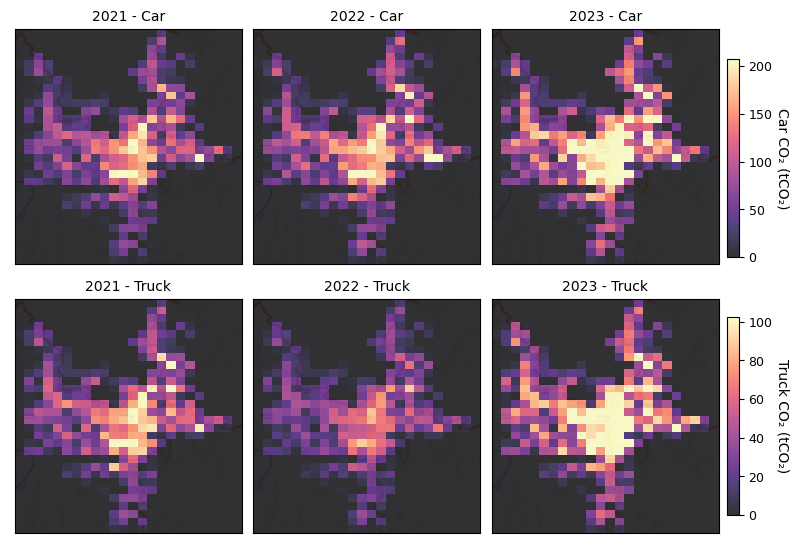 2021 - Car
2022 - Car
2023 - Car
200
150
100
50
0
Car CO₂ (tCO₂)
2021 - Truck
2022 - Truck
2023 - Truck
100
80
60
40
20
0
Truck CO₂ (tCO₂)